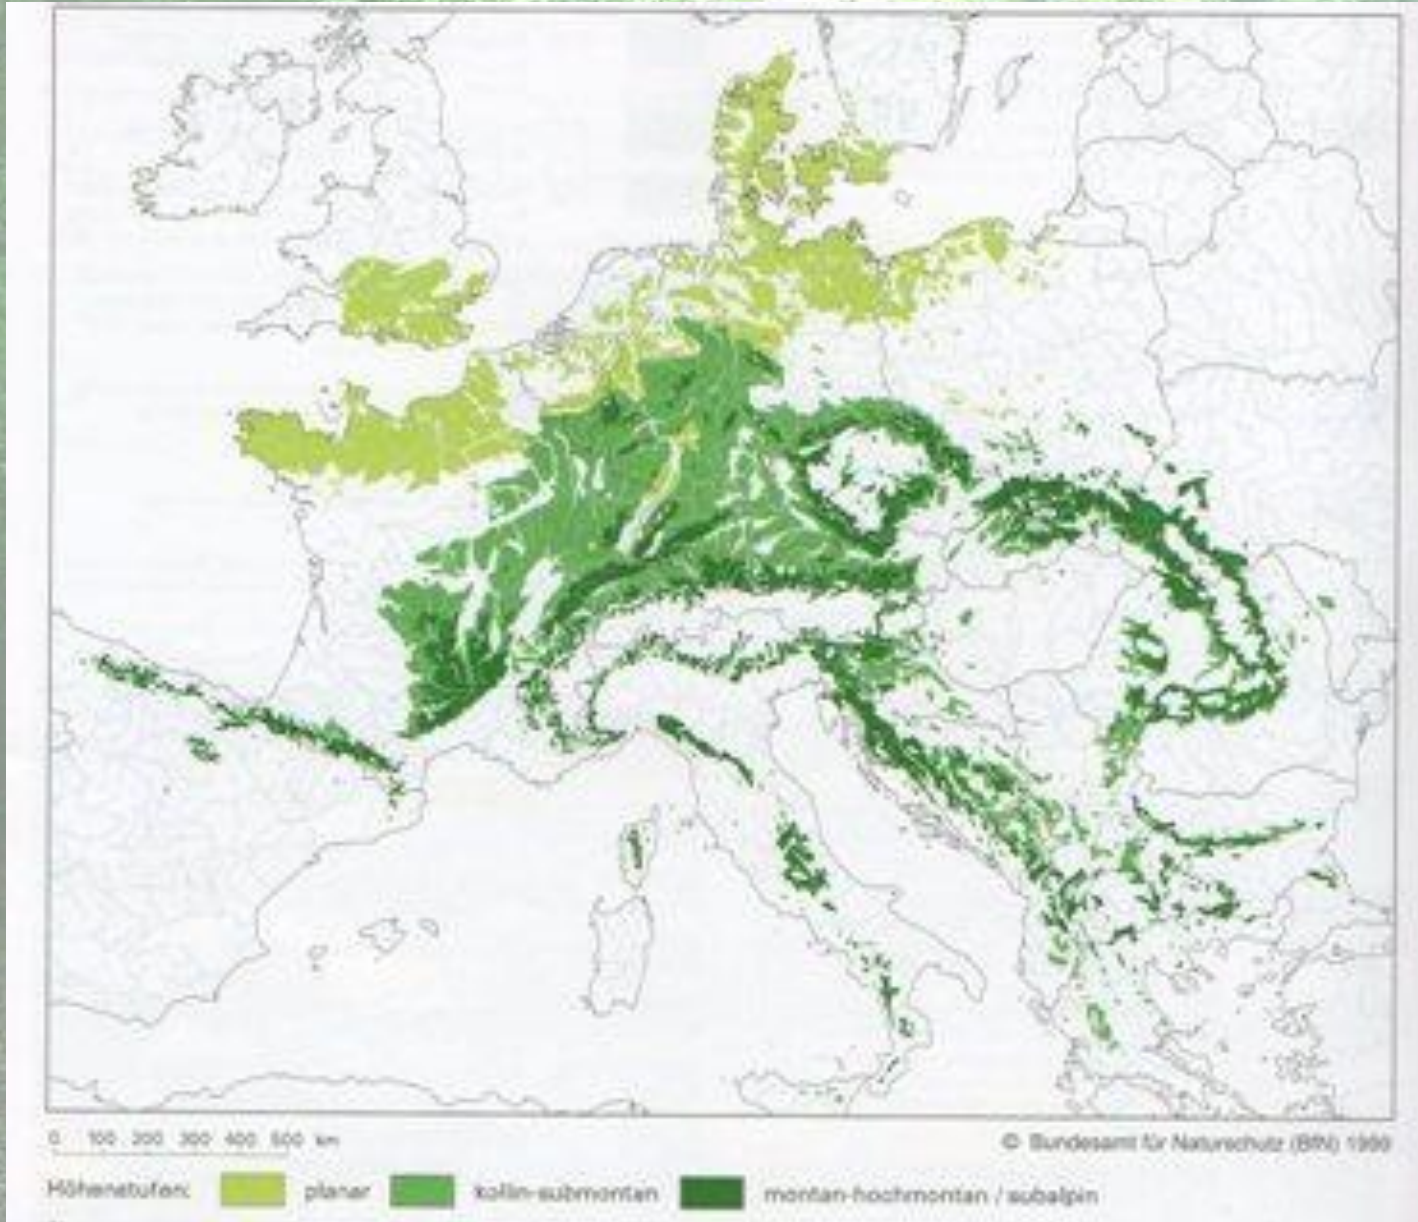 0 100 200 300 400 500 km
© Bundesamt für Naturschutz (BfN) 1999
Höhenstufen: planar kollin-submontan montan-hochmontan / subalpin